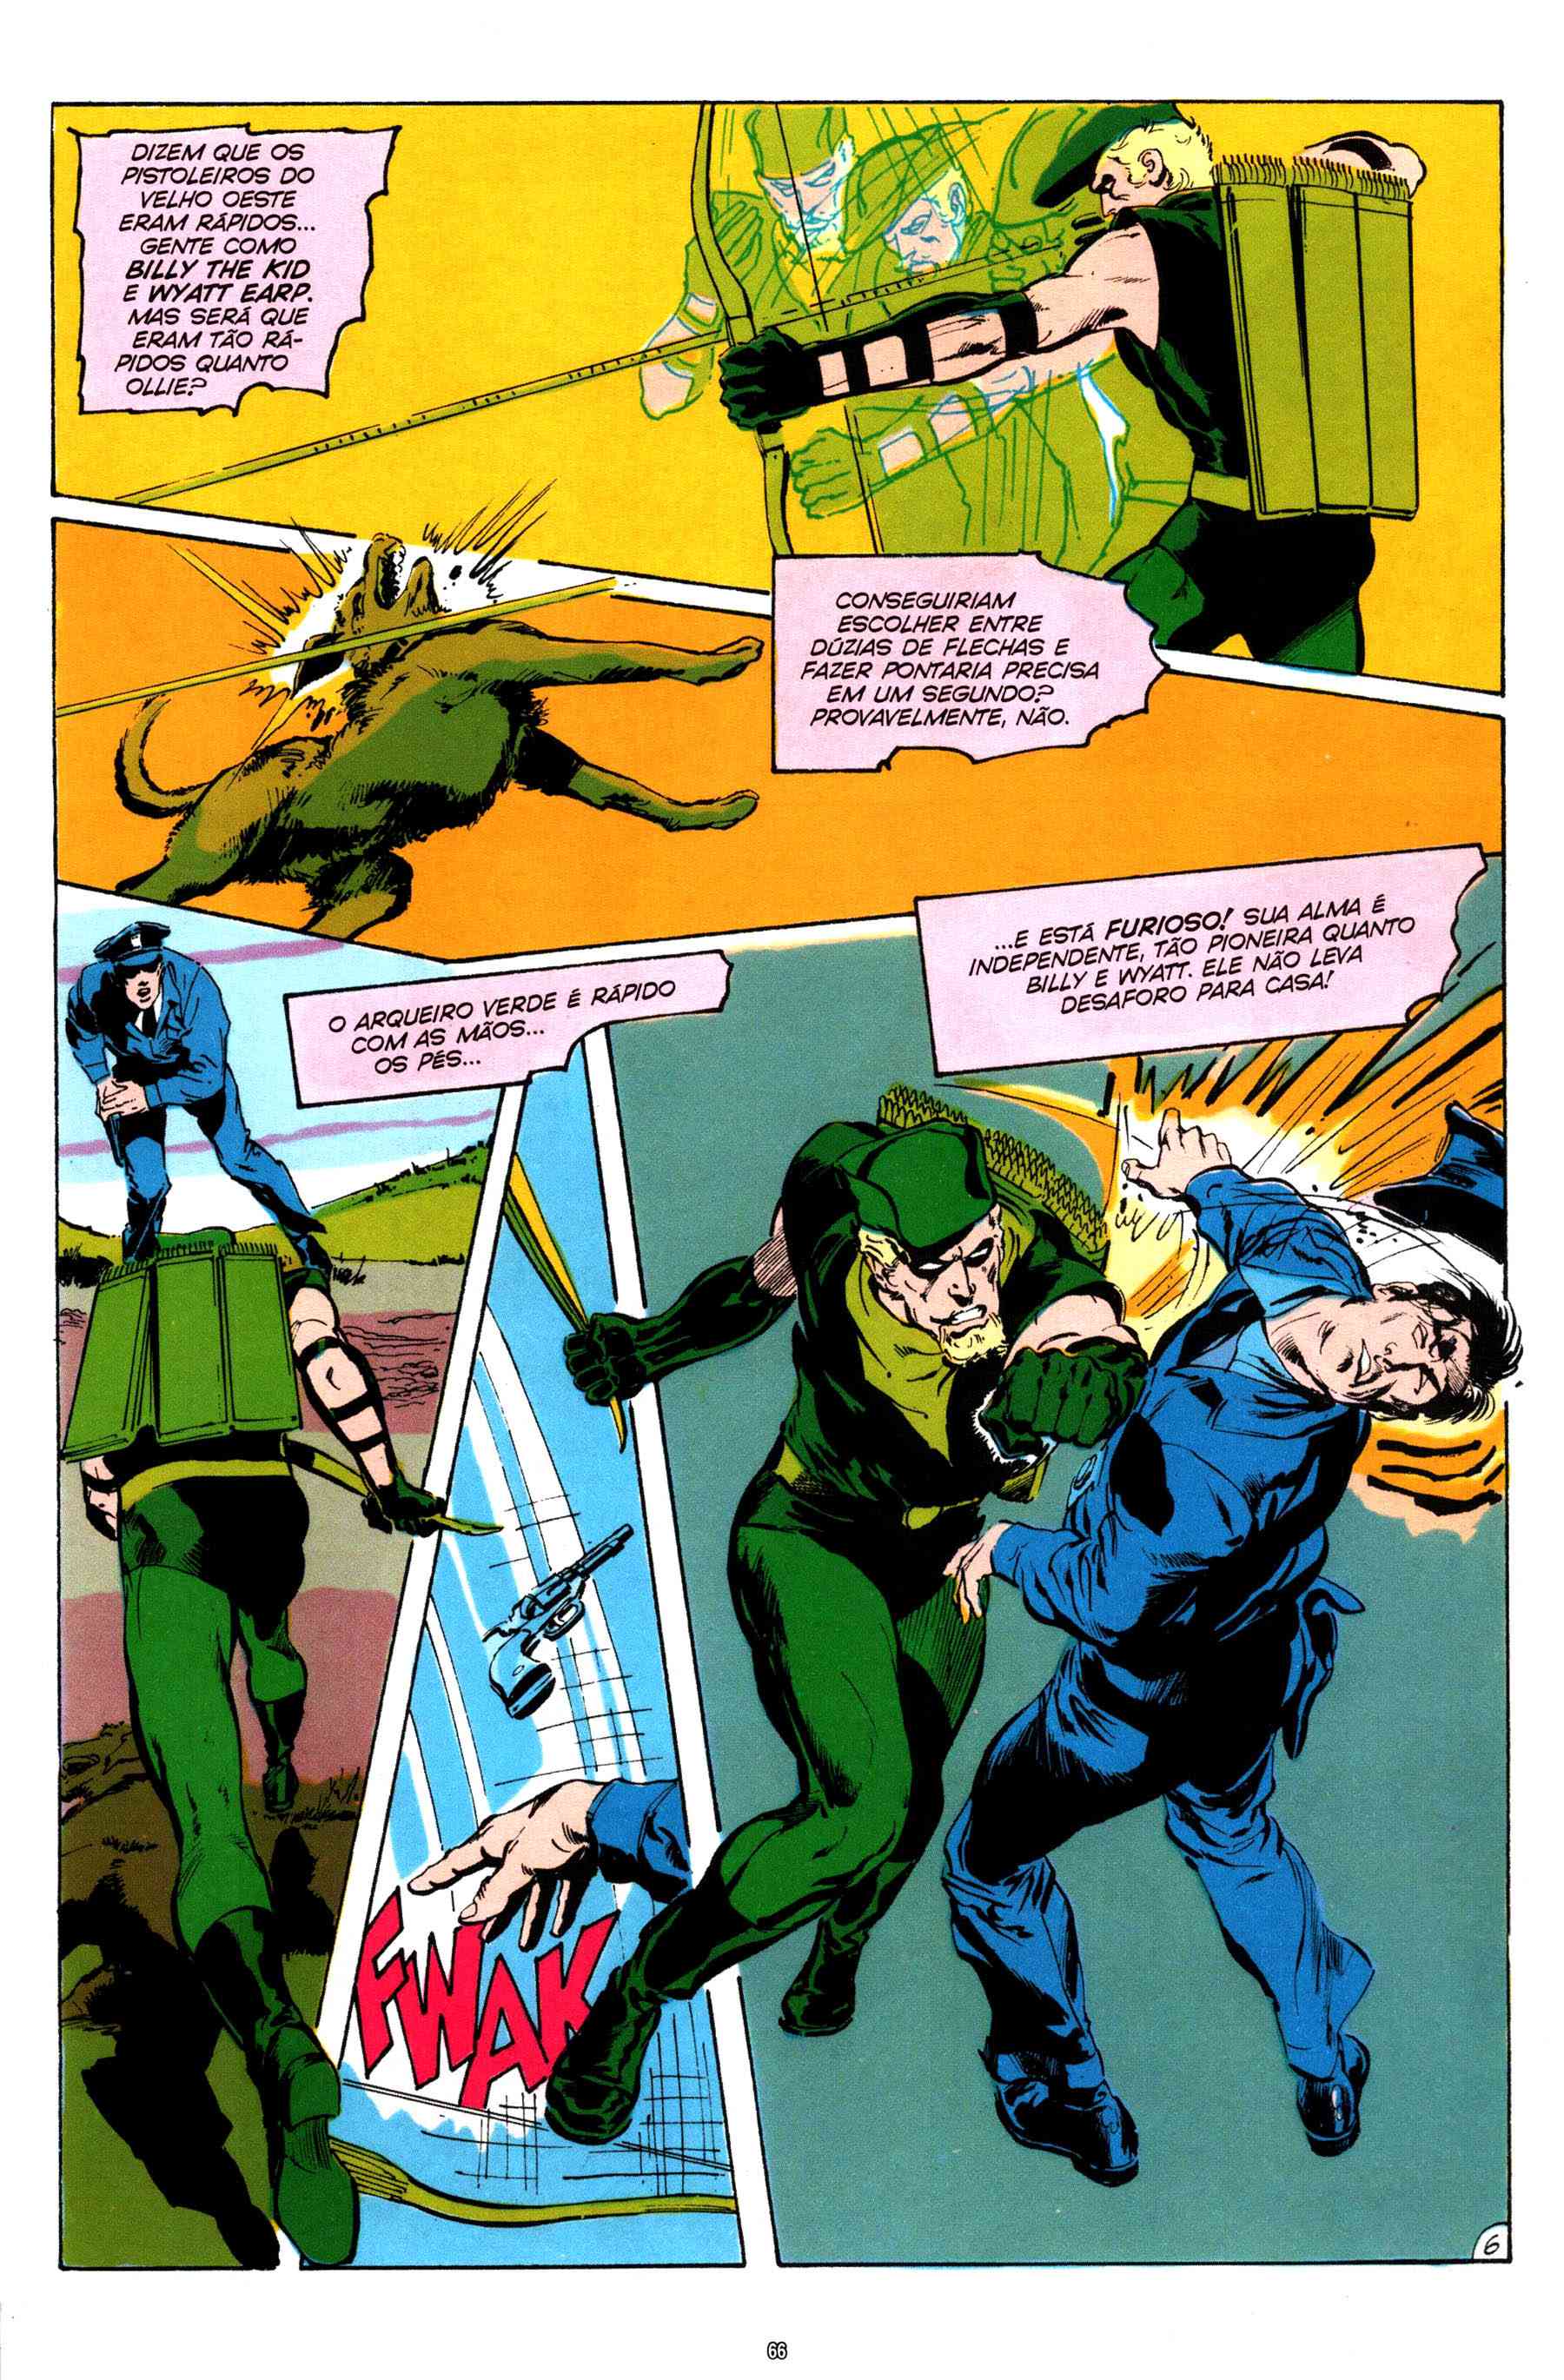 DIZEM QUE OS
PISTOLEIROS DO
VELHO OESTE
ERAM RÁPIDOS...
GENTE COMO
BILLY THE KID
E WYATT EARP.
MAS SERÁ QUE
ERAM TÃO RÁ-
PIDOS QUANTO
OLLIE?
CONSEGUIRIAM
ESCOLHER ENTRE
DÚZIAS DE FLECHAS E
FAZER PONTARIA PRECISA
EM UM SEGUNDO?
PROVAVELMENTE, NÃO.
O ARQUEIRO VERDE É RÁPIDO
COM AS MÃOS...
OS PÉS...
...E ESTÁ FURIOSO! SUA ALMA É
INDEPENDENTE, TÃO PIONEIRA QUANTO
BILLY E WYATT. ELE NÃO LEVA
DESAFORO PARA CASA!
FWAK
6
66